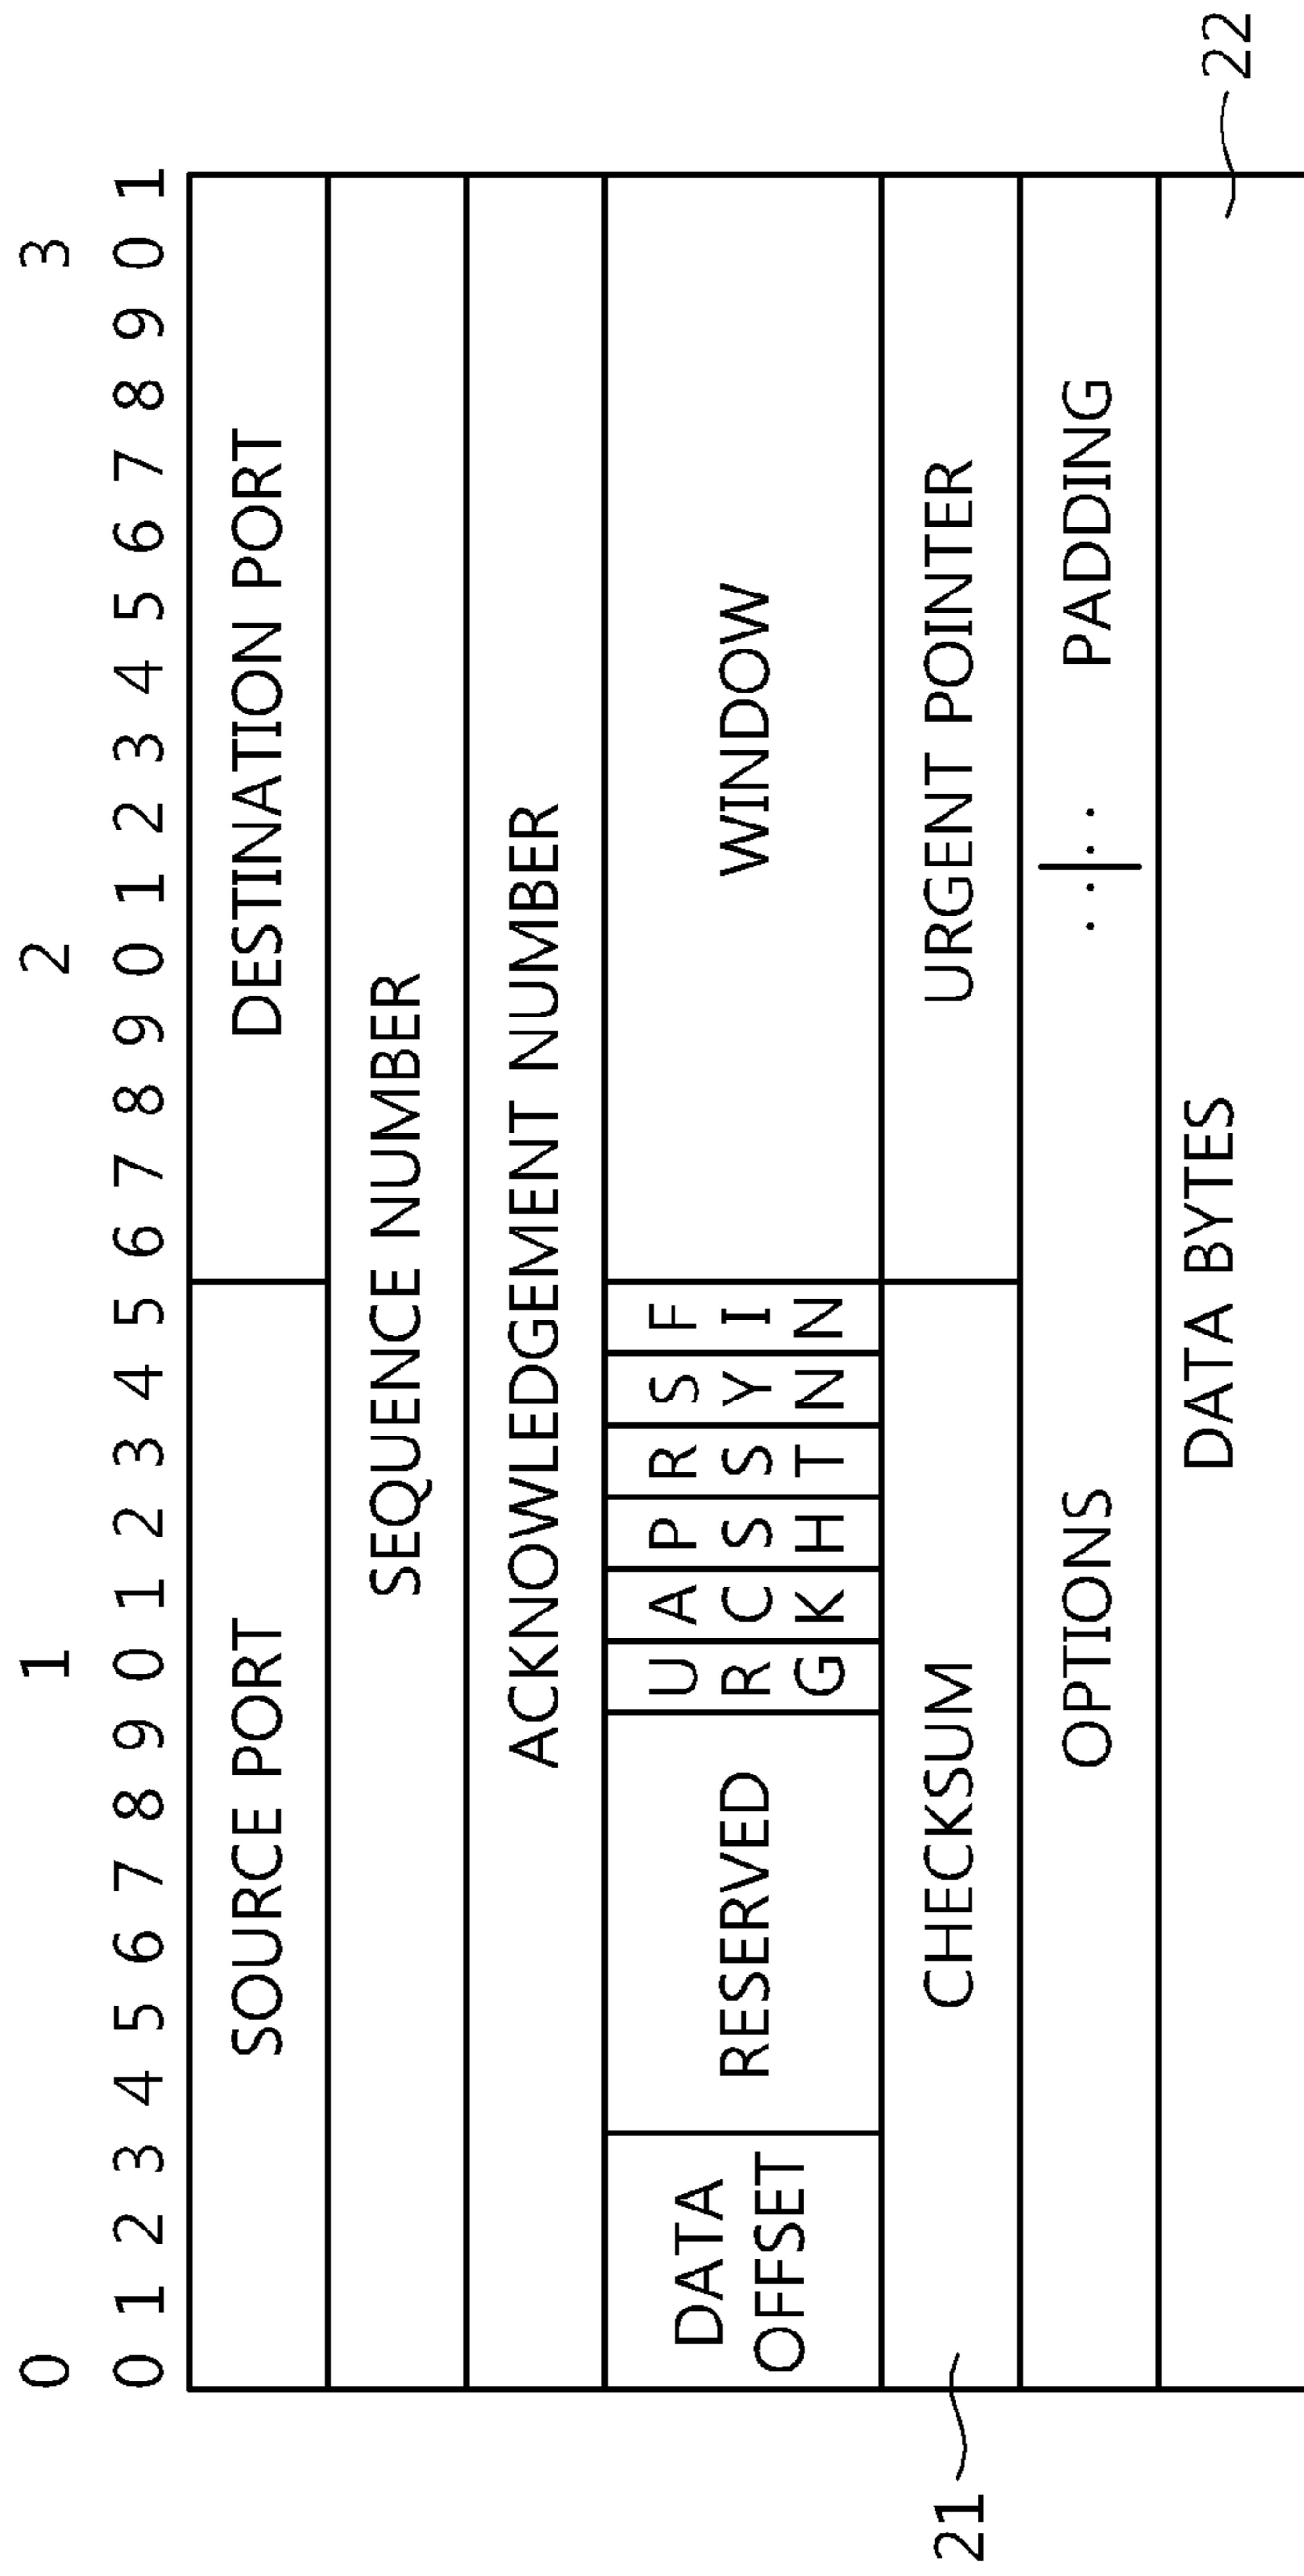 0 1 2 3
0 1 2 3 4 5 6 7 8 9 0 1 2 3 4 5 6 7 8 9 0 1 2 3 4 5 6 7 8 9 0 1
SOURCE PORT DESTINATION PORT
SEQUENCE NUMBER
ACKNOWLEDGEMENT NUMBER
DATA
OFFSET
RESERVED
U A P R S F
R C S S Y I
G K H T N N
WINDOW
21
CHECKSUM URGENT POINTER
OPTIONS ··|·· PADDING
DATA BYTES
22